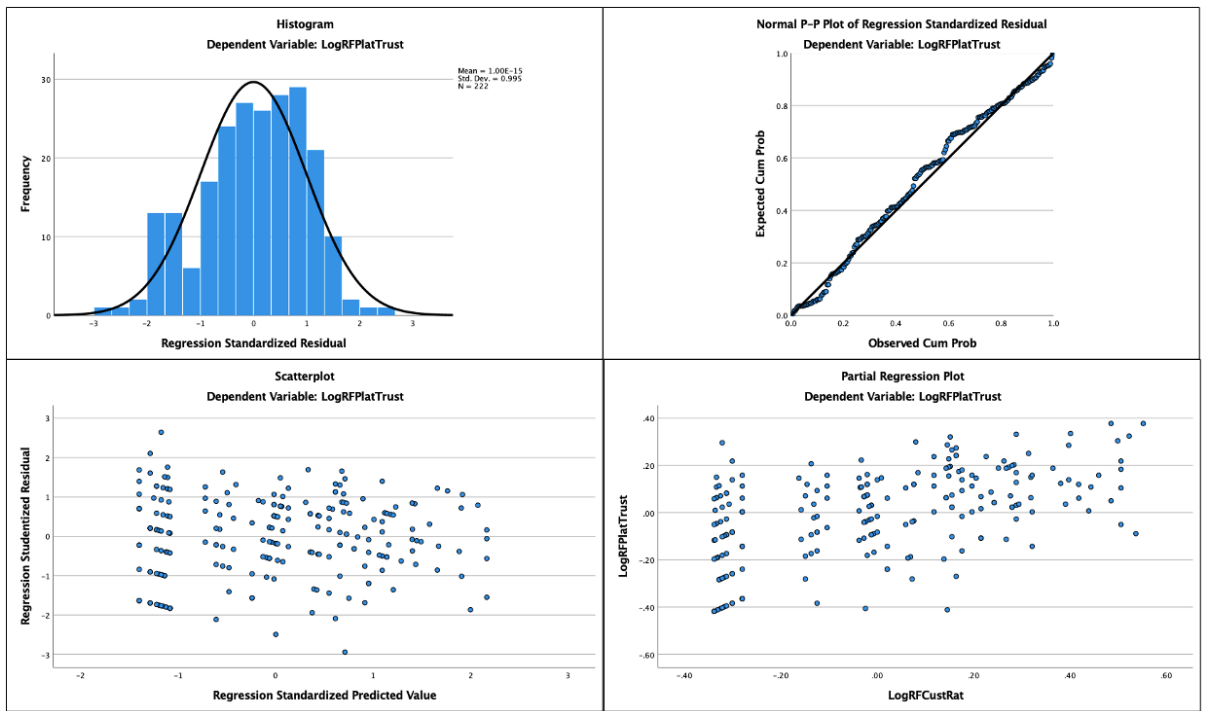 Histogram
Dependent Variable: LogRFPlatTrust
Mean = 1.00E-15
Std. Dev. = 0.995
N = 222
30
20
10
0
Frequency
-3 -2 -1 0 1 2 3
Regression Standardized Residual
Normal P-P Plot of Regression Standardized Residual
Dependent Variable: LogRFPlatTrust
1.0
0.8
0.6
0.4
0.2
0.0
Expected Cum Prob
0.0 0.2 0.4 0.6 0.8 1.0
Observed Cum Prob
Scatterplot
Dependent Variable: LogRFPlatTrust
3
2
1
0
-1
-2
-3
Regression Studentized Residual
-2 -1 0 1 2 3
Regression Standardized Predicted Value
Partial Regression Plot
Dependent Variable: LogRFPlatTrust
.40
.20
.00
-.20
-.40
-.60
LogRFPlatTrust
-.40 -.20 .00 .20 .40 .60
LogRFCustRat